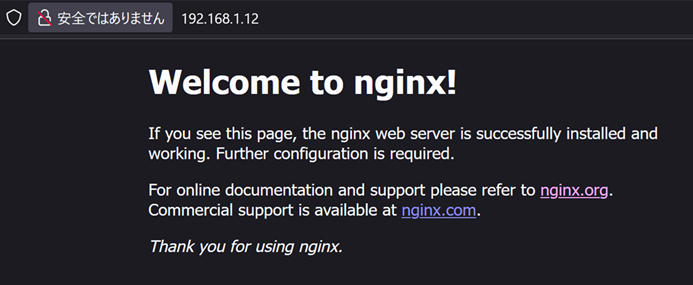 安全ではありません 192.168.1.12
Welcome to nginx!
If you see this page, the nginx web server is successfully installed and
working. Further configuration is required.
For online documentation and support please refer to nginx.org.
Commercial support is available at nginx.com.
Thank you for using nginx.